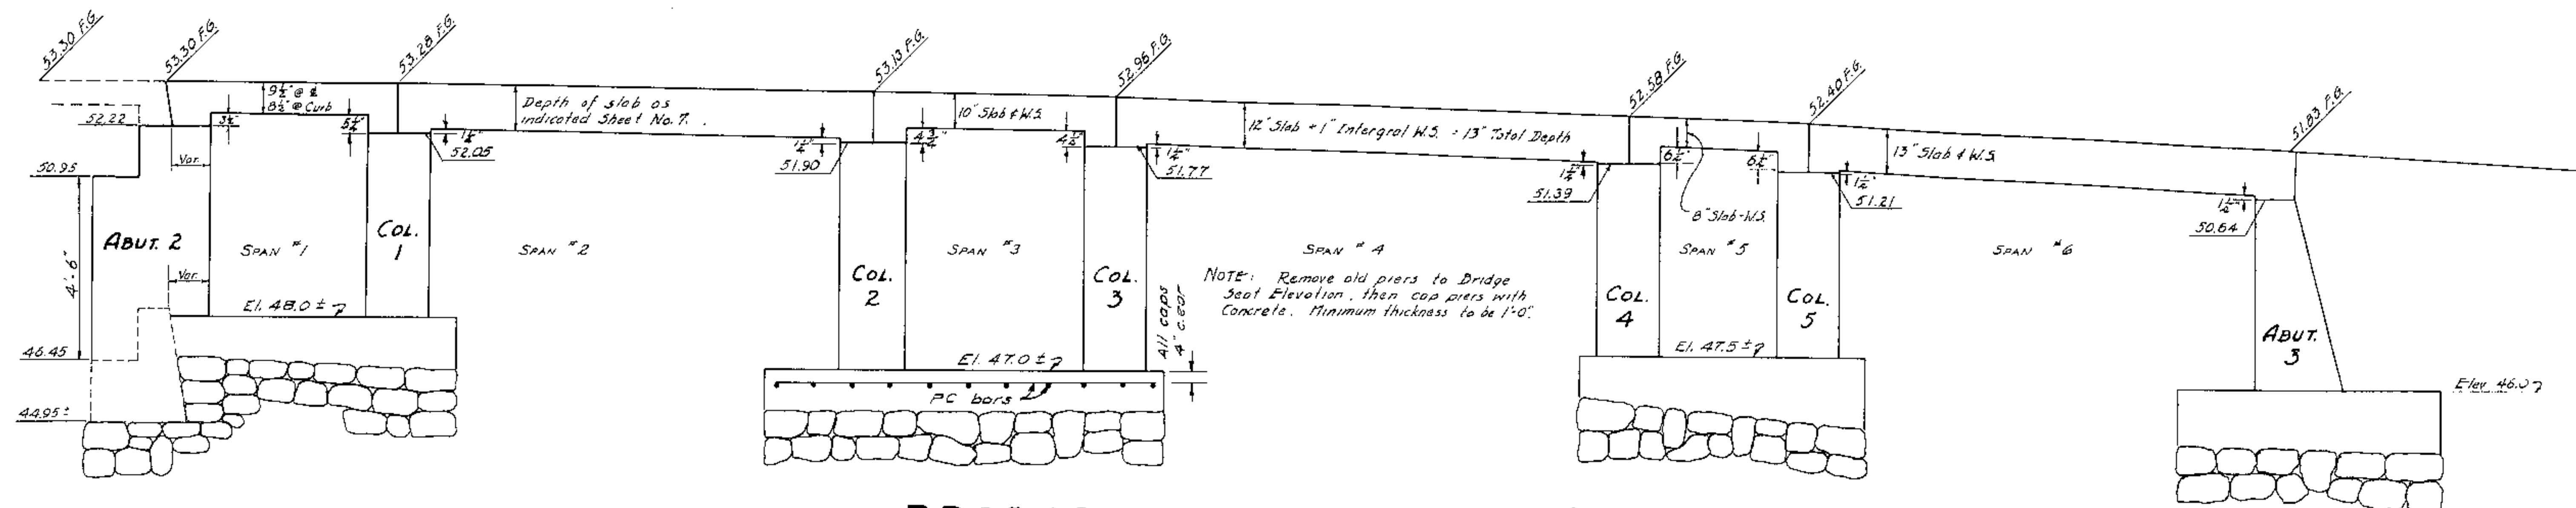 53.30 F.G.
53.30 F.G.
53.28 F.G.
53.13 F.G.
52.96 F.G.
52.58 F.G.
52.40 F.G.
51.83 F.G.
9½" @ ℄
8½" @ Curb
Depth of slab as
indicated Sheet No. 7.
10" Slab & W.S.
12" Slab + 1" Intergral W.S. = 13" Total Depth
13" Slab & W.S.
8" Slab-W.S.
52.22
50.95
46.45
44.95 ±
4'-6"
Var.
Var.
5¼"
1¼"
52.05
1¼"
51.90
4¾"
1¼"
51.77
1¼"
51.39
6½"
6½"
1½"
51.21
1½"
50.64
ABUT. 2
SPAN #1
COL.
1
SPAN #2
COL.
2
SPAN #3
COL.
3
SPAN #4
COL.
4
SPAN #5
COL.
5
SPAN #6
ABUT.
3
NOTE: Remove old piers to Bridge
Seat Elevation, then cap piers with
Concrete. Minimum thickness to be 1'-0".
El. 48.0 ±
El. 47.0 ±
El. 47.5 ±
Elev. 46.0
All caps
4" clear
PC bars